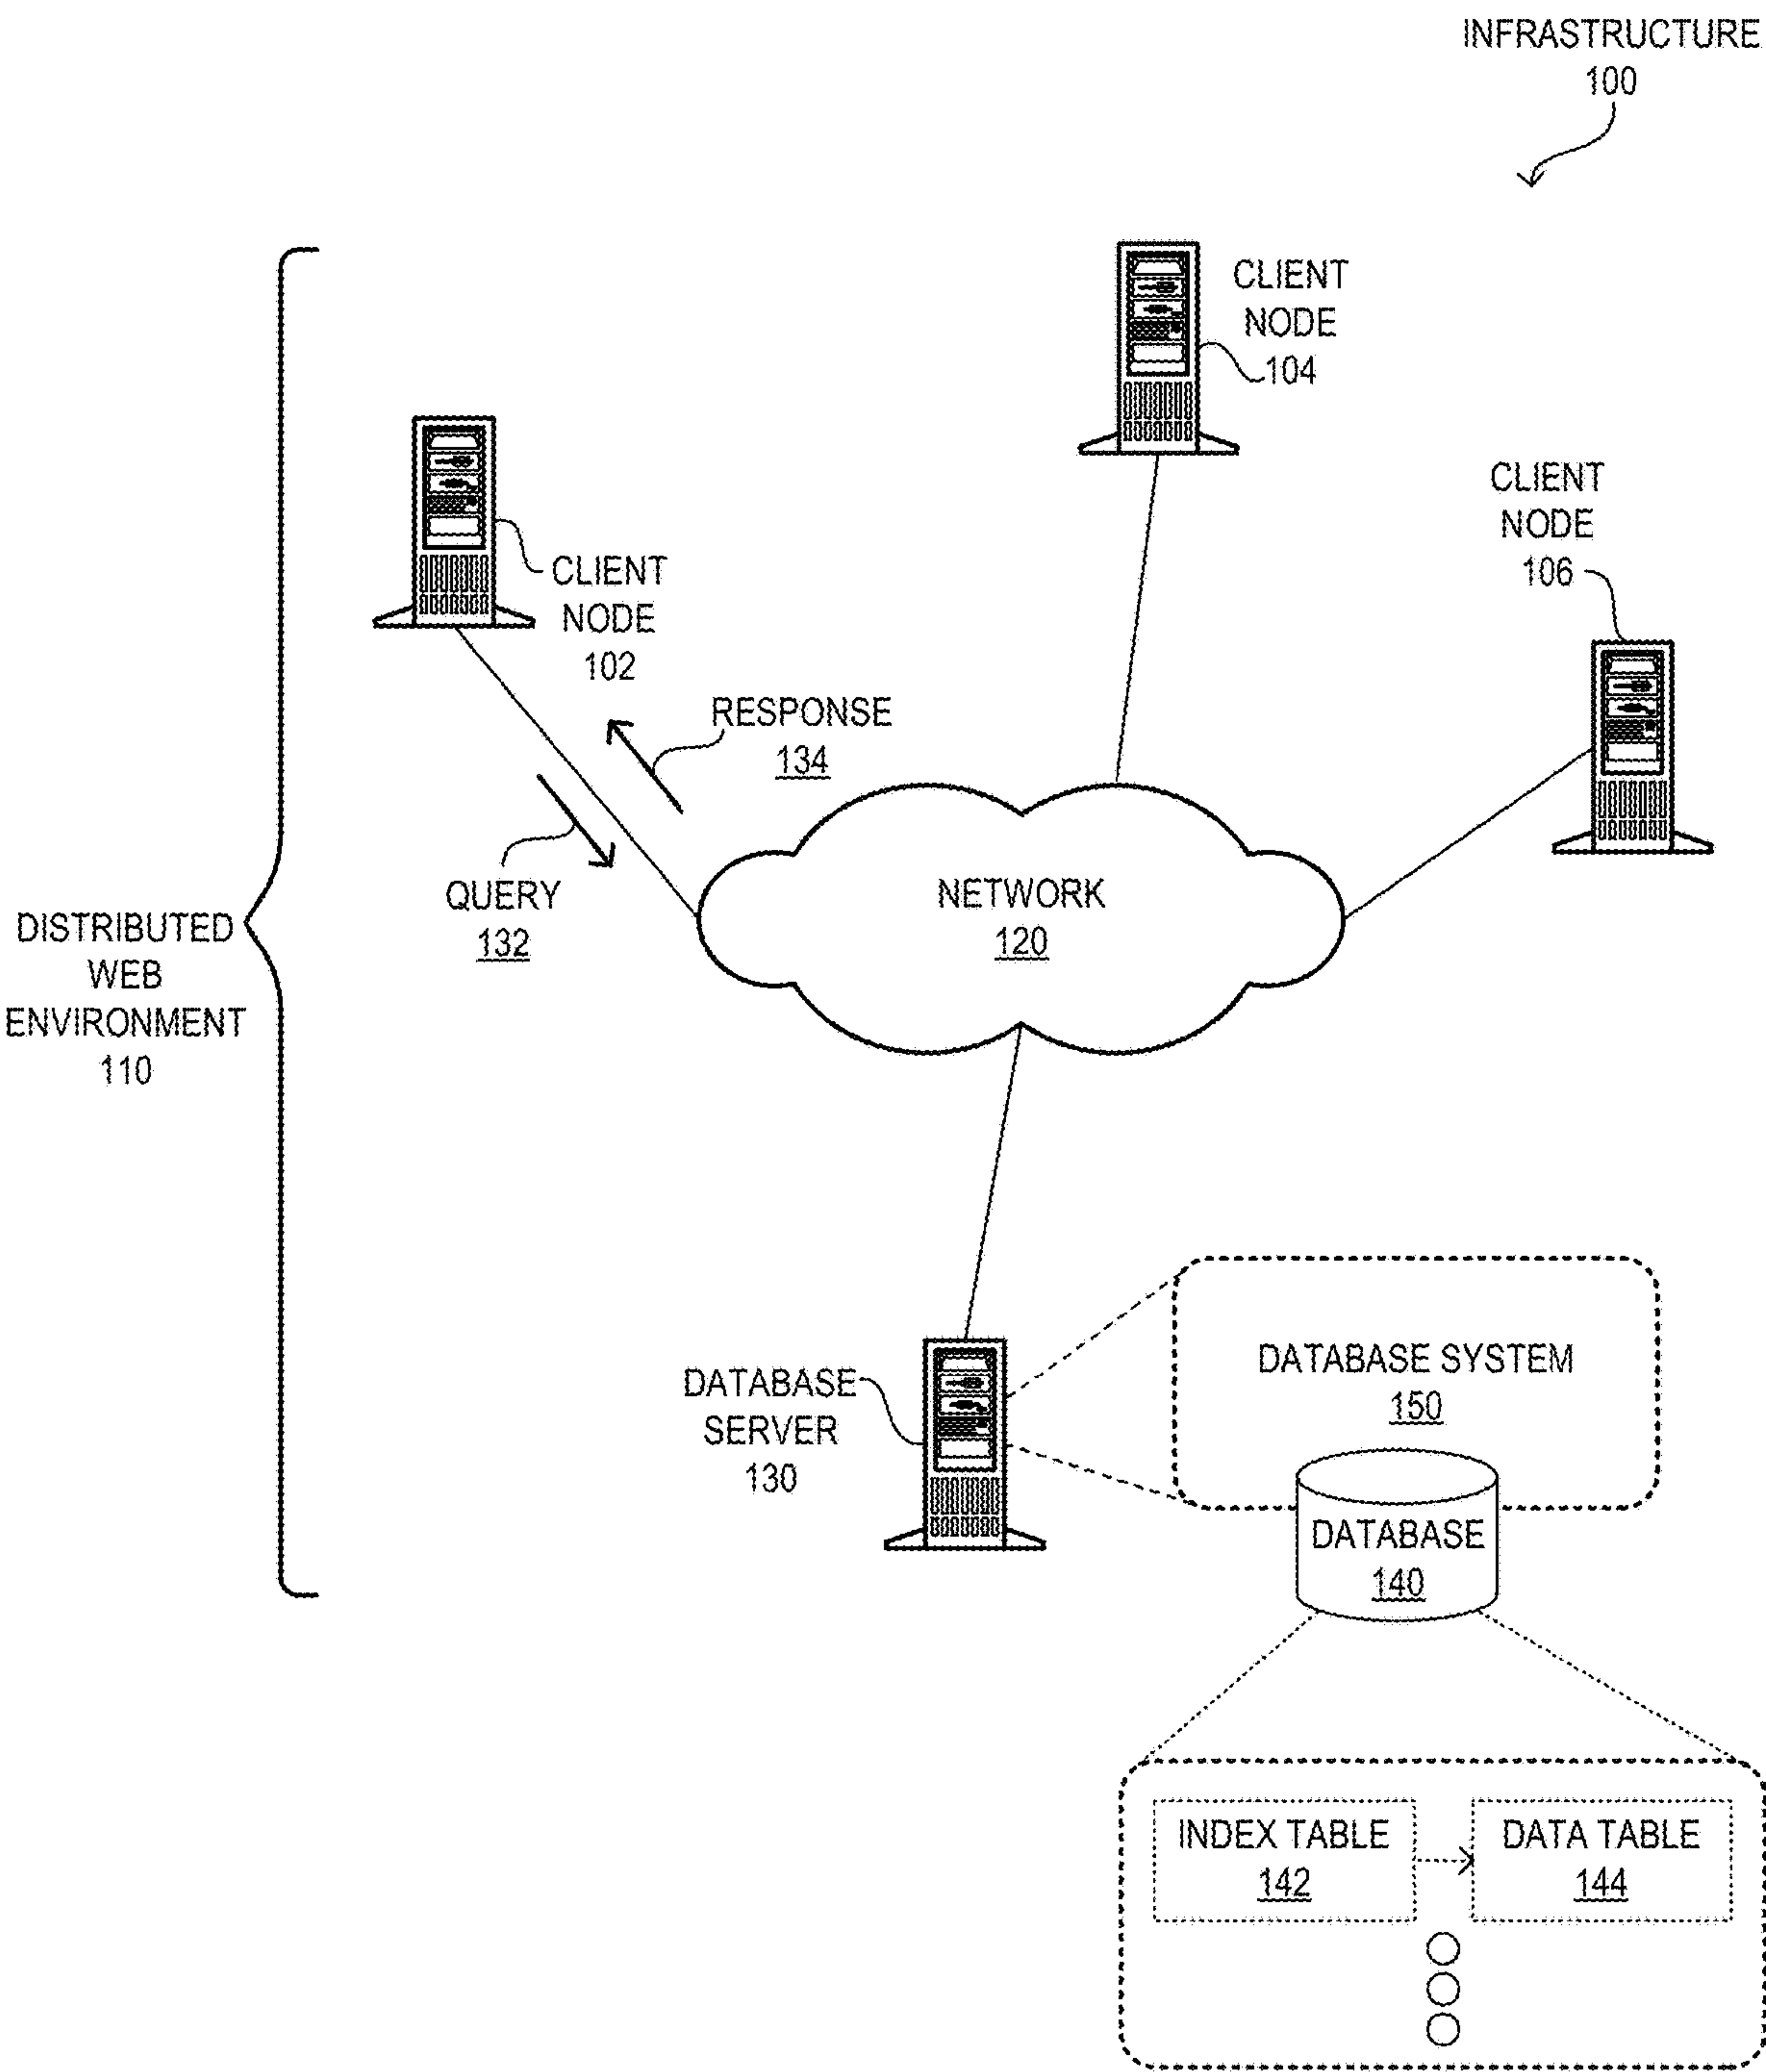 INFRASTRUCTURE
100
CLIENT
NODE
104
CLIENT
NODE
106
CLIENT
NODE
102
RESPONSE
134
QUERY
132
NETWORK
120
DISTRIBUTED
WEB
ENVIRONMENT
110
DATABASE
SERVER
130
DATABASE SYSTEM
150
DATABASE
140
INDEX TABLE
142
DATA TABLE
144